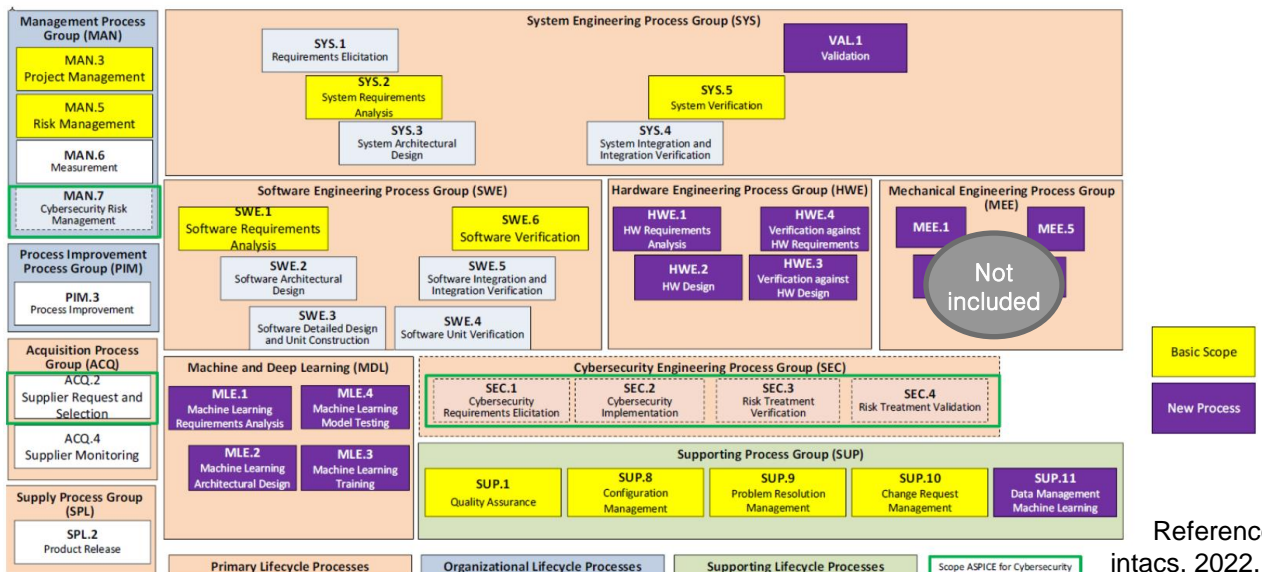 Management Process
Group (MAN)
MAN.3
Project Management
MAN.5
Risk Management
MAN.6
Measurement
MAN.7
Cybersecurity Risk
Management
Process Improvement
Process Group (PIM)
PIM.3
Process Improvement
Acquisition Process
Group (ACQ)
ACQ.2
Supplier Request and
Selection
ACQ.4
Supplier Monitoring
Supply Process Group
(SPL)
SPL.2
Product Release
System Engineering Process Group (SYS)
SYS.1
Requirements Elicitation
VAL.1
Validation
SYS.2
System Requirements
Analysis
SYS.5
System Verification
SYS.3
System Architectural
Design
SYS.4
System Integration and
Integration Verification
Software Engineering Process Group (SWE)
SWE.1
Software Requirements
Analysis
SWE.6
Software Verification
SWE.2
Software Architectural
Design
SWE.5
Software Integration and
Integration Verification
SWE.3
Software Detailed Design
and Unit Construction
SWE.4
Software Unit Verification
Hardware Engineering Process Group (HWE)
HWE.1
HW Requirements
Analysis
HWE.4
Verification against
HW Requirements
HWE.2
HW Design
HWE.3
Verification against
HW Design
Mechanical Engineering Process Group
(MEE)
MEE.1
MEE.5
Not
included
Machine and Deep Learning (MDL)
MLE.1
Machine Learning
Requirements Analysis
MLE.4
Machine Learning
Model Testing
MLE.2
Machine Learning
Architectural Design
MLE.3
Machine Learning
Training
Cybersecurity Engineering Process Group (SEC)
SEC.1
Cybersecurity
Requirements Elicitation
SEC.2
Cybersecurity
Implementation
SEC.3
Risk Treatment
Verification
SEC.4
Risk Treatment Validation
Supporting Process Group (SUP)
SUP.1
Quality Assurance
SUP.8
Configuration
Management
SUP.9
Problem Resolution
Management
SUP.10
Change Request
Management
SUP.11
Data Management
Machine Learning
Basic Scope
New Process
Primary Lifecycle Processes
Organizational Lifecycle Processes
Supporting Lifecycle Processes
Scope ASPICE for Cybersecurity
Reference
intacs, 2022.